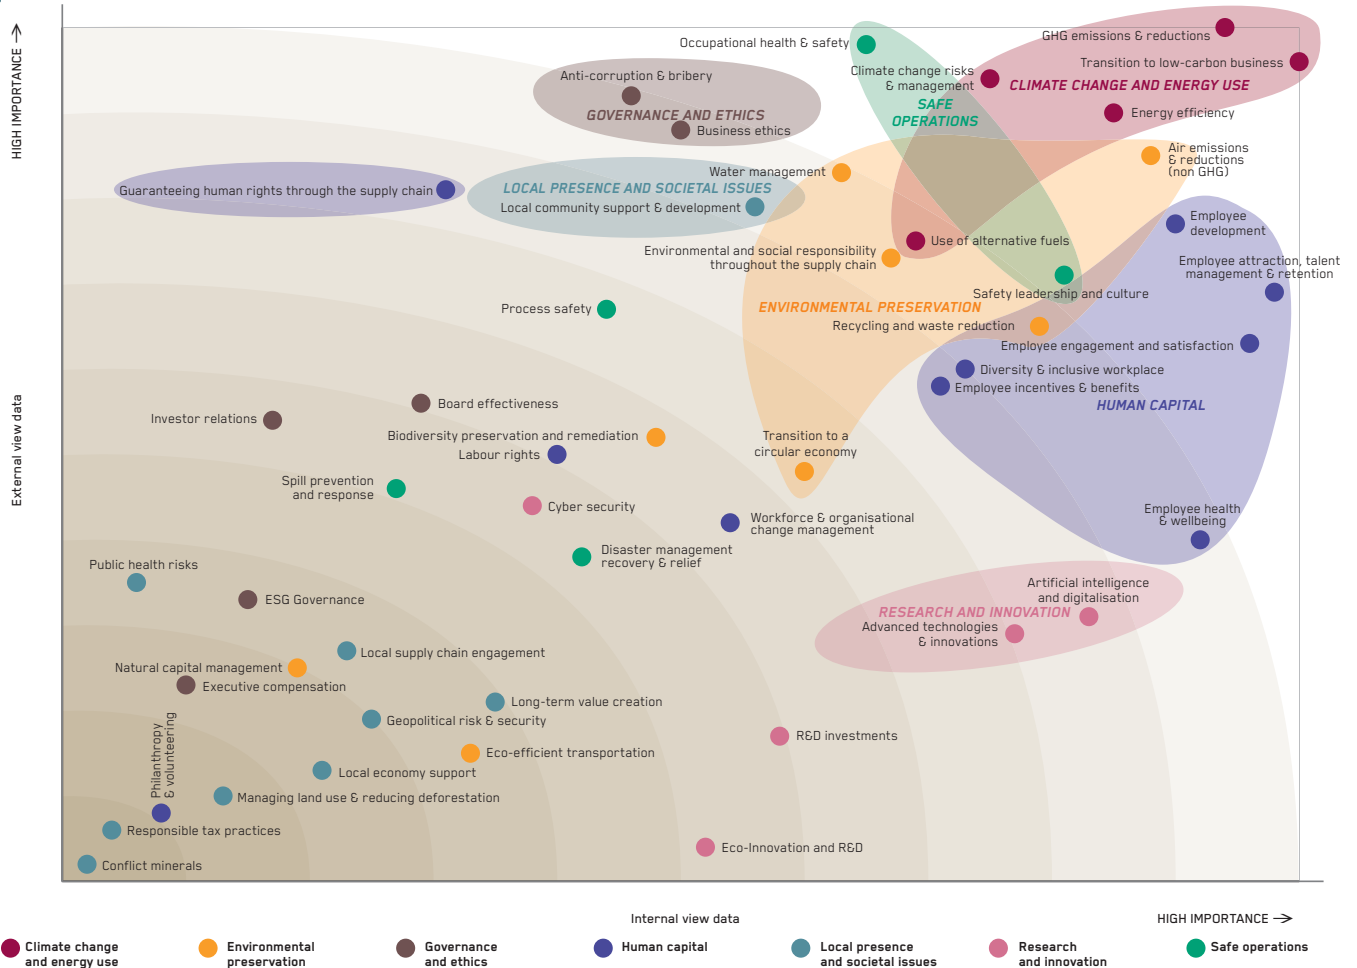 HIGH IMPORTANCE
External view data
Occupational health & safety
GHG emissions & reductions
Transition to low-carbon business
Climate change risks
& management
CLIMATE CHANGE AND ENERGY USE
Anti-corruption & bribery
SAFE
OPERATIONS
GOVERNANCE AND ETHICS
Energy efficiency
Business ethics
Air emissions
& reductions
(non GHG)
Water management
Guaranteeing human rights through the supply chain
LOCAL PRESENCE AND SOCIETAL ISSUES
Local community support & development
Employee
development
Use of alternative fuels
Environmental and social responsibility
throughout the supply chain
Employee attraction, talent
management & retention
Safety leadership and culture
Process safety
ENVIRONMENTAL PRESERVATION
Recycling and waste reduction
Employee engagement and satisfaction
Diversity & inclusive workplace
Employee incentives & benefits
HUMAN CAPITAL
Board effectiveness
Investor relations
Biodiversity preservation and remediation
Labour rights
Transition to a
circular economy
Spill prevention
and response
Cyber security
Workforce & organisational
change management
Employee health
& wellbeing
Disaster management
recovery & relief
Public health risks
ESG Governance
Artificial intelligence
and digitalisation
RESEARCH AND INNOVATION
Advanced technologies
& innovations
Local supply chain engagement
Natural capital management
Executive compensation
Long-term value creation
Geopolitical risk & security
Philanthropy
& volunteering
R&D investments
Eco-efficient transportation
Local economy support
Managing land use & reducing deforestation
Responsible tax practices
Eco-Innovation and R&D
Conflict minerals
Internal view data
HIGH IMPORTANCE
Climate change
and energy use
Environmental
preservation
Governance
and ethics
Human capital
Local presence
and societal issues
Research
and innovation
Safe operations